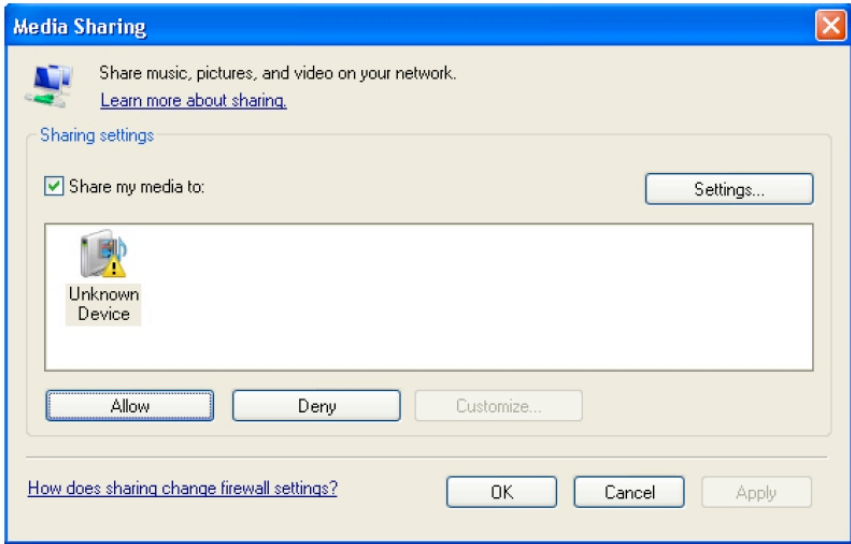 Media Sharing
Share music, pictures, and video on your network.
Learn more about sharing.
Sharing settings
Share my media to:
Settings...
Unknown
Device
Allow
Deny
Customize...
How does sharing change firewall settings?
OK
Cancel
Apply